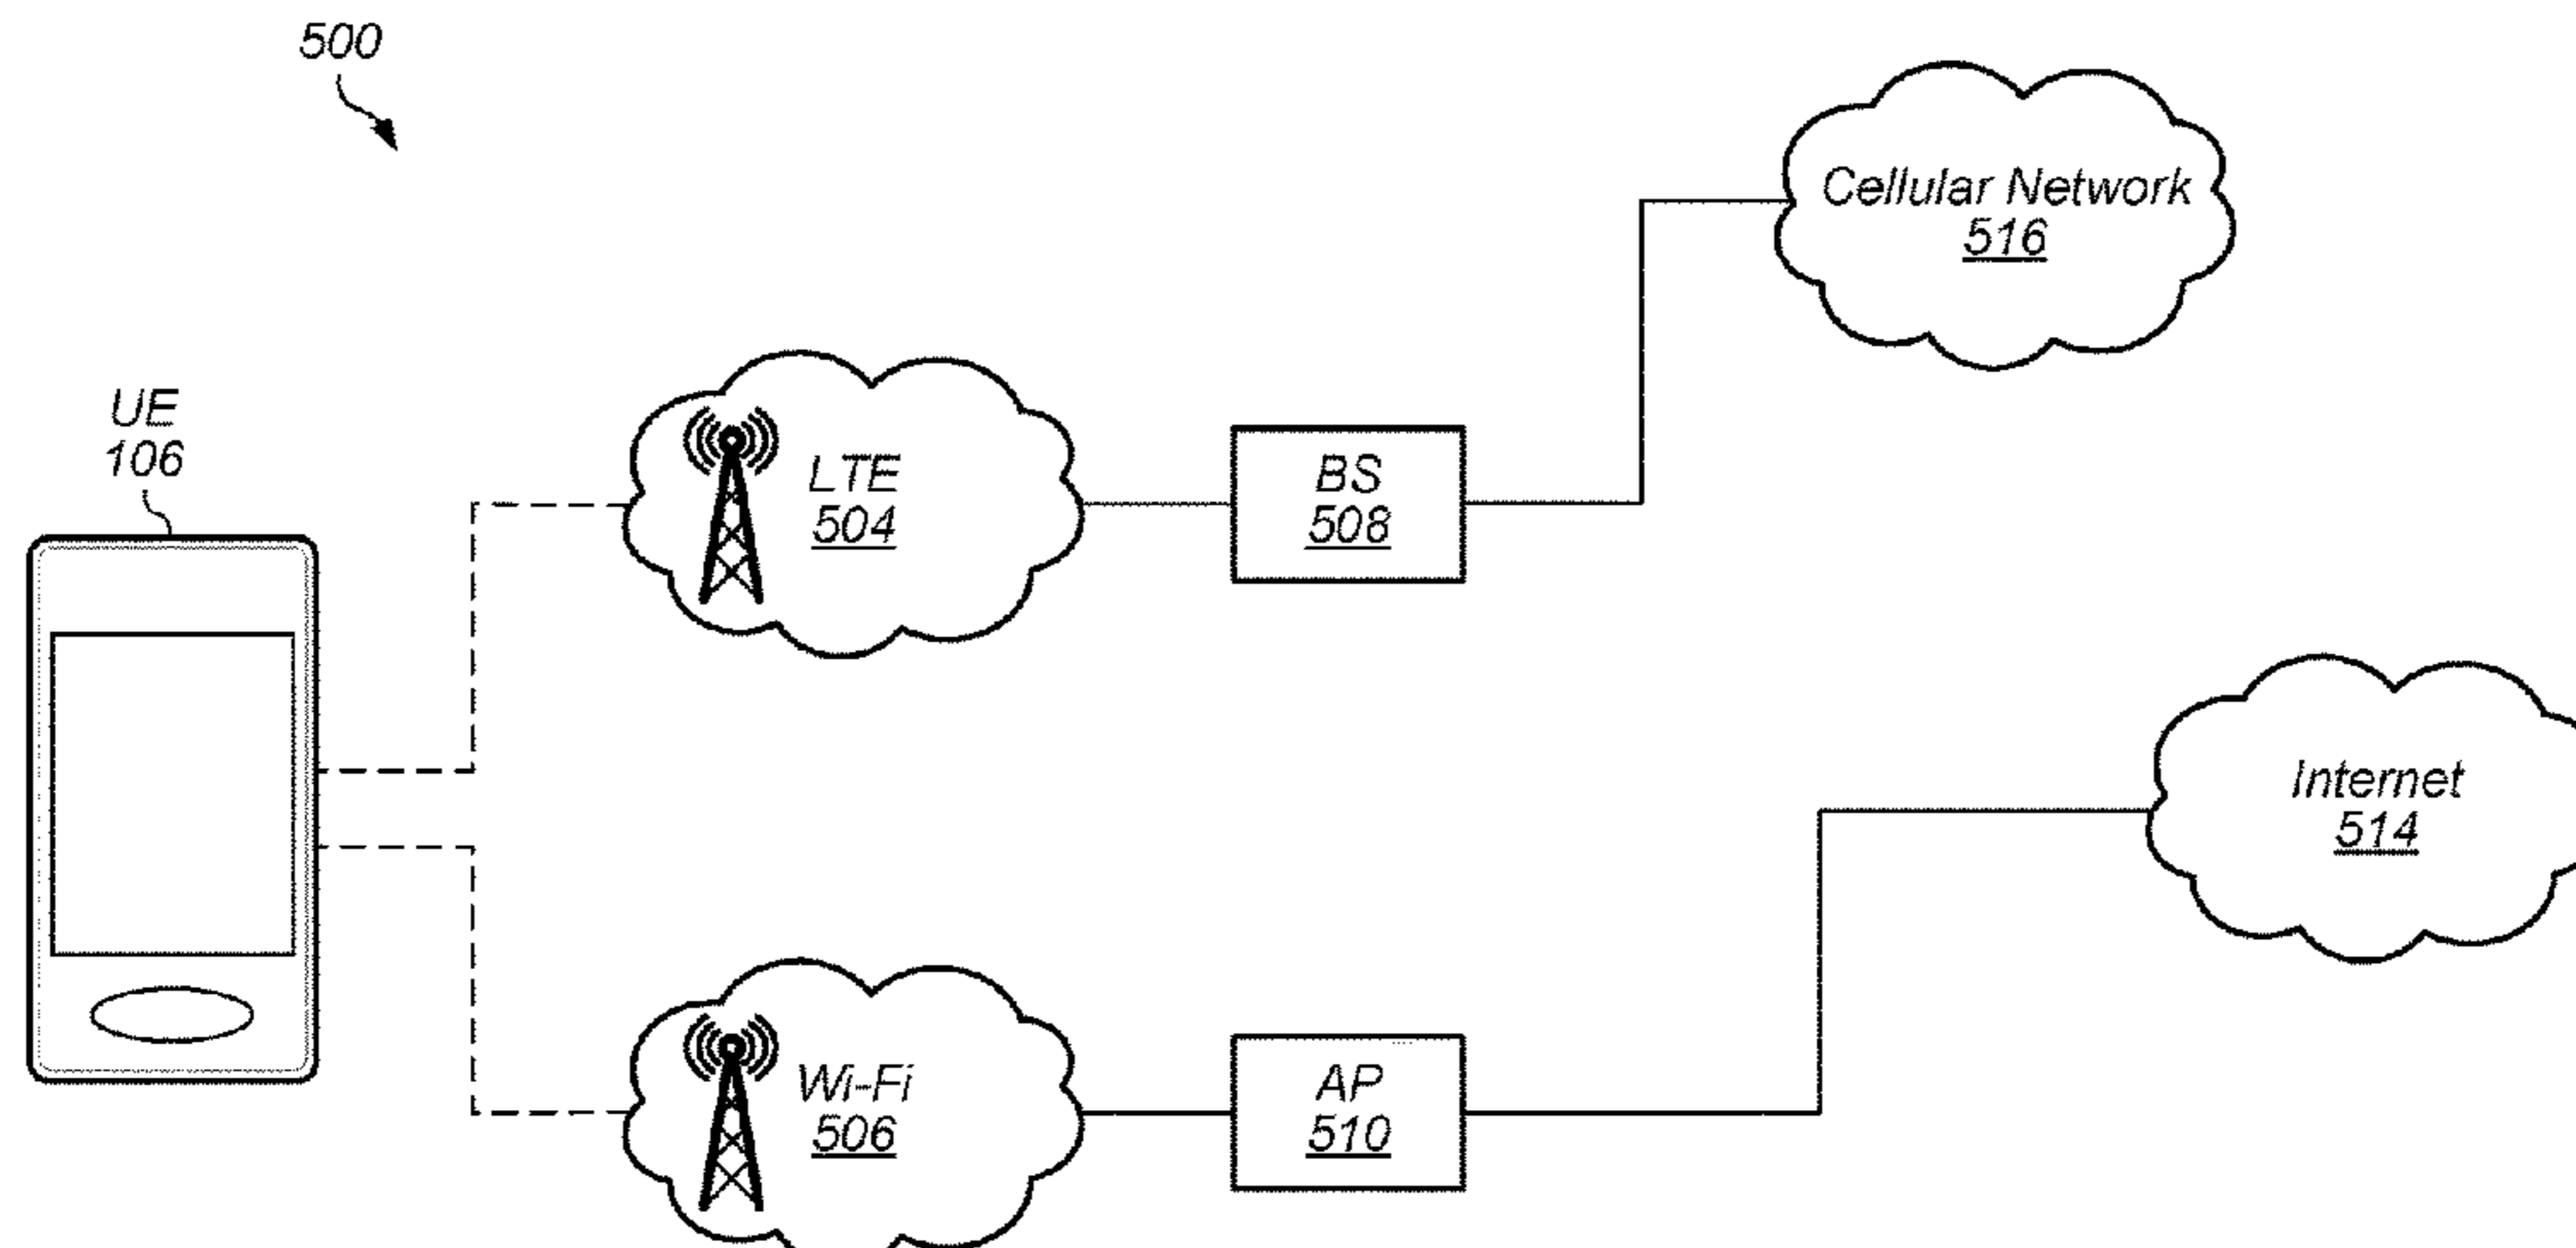 500
Cellular Network
516
UE
106
LTE
504
BS
508
Internet
514
Wi-Fi
506
AP
510